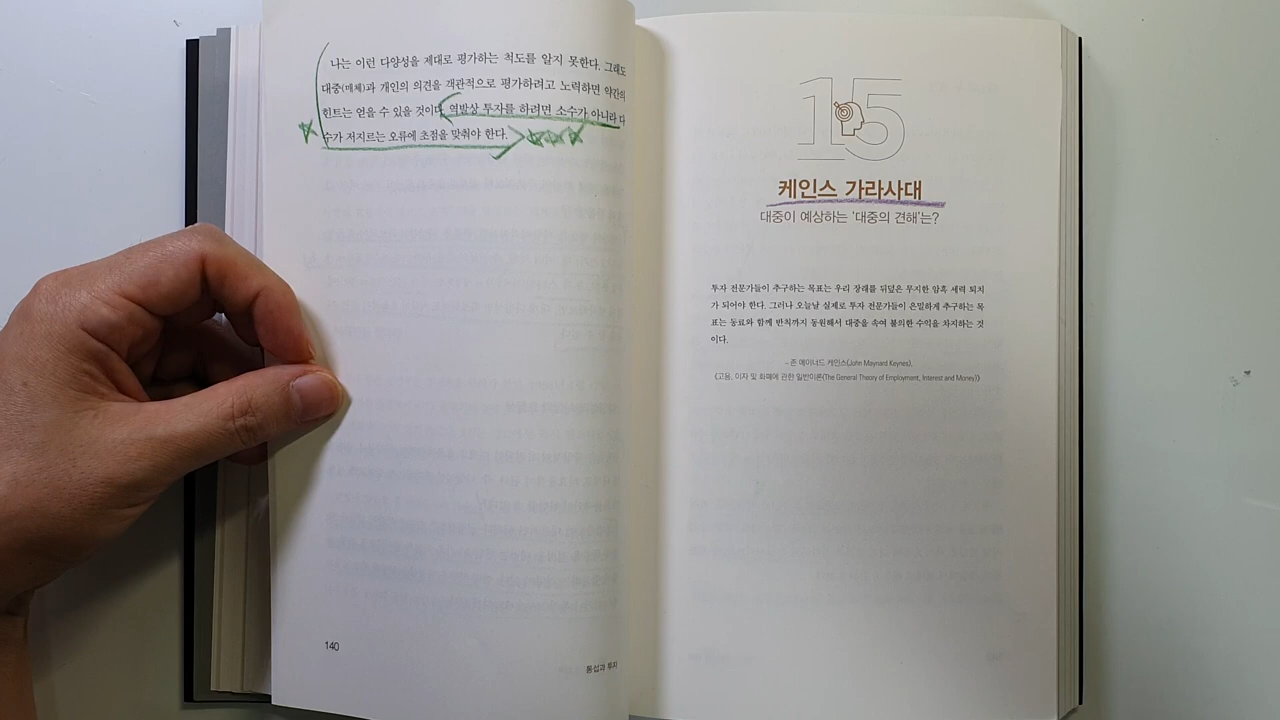 나는 이런 다양성을 제대로 평가하는 척도를 알지 못한다. 그래도
대중(매체)과 개인의 의견을 객관적으로 평가하려고 노력하면 약간의
힌트는 얻을 수 있을 것이다. 역발상 투자를 하려면 소수가 아니라 다
수가 저지르는 오류에 초점을 맞춰야 한다.
140
통섭과 투자
15
케인스 가라사대
대중이 예상하는 '대중의 견해'는?
투자 전문가들이 추구하는 목표는 우리 장래를 뒤덮은 무지한 암흑 세력 퇴치
가 되어야 한다. 그러나 오늘날 실제로 투자 전문가들이 은밀하게 추구하는 목
표는 동료와 함께 반칙까지 동원해서 대중을 속여 불의한 수익을 차지하는 것
이다.
– 존 메이너드 케인스(John Maynard Keynes),
《고용, 이자 및 화폐에 관한 일반이론(The General Theory of Employment, Interest and Money)》